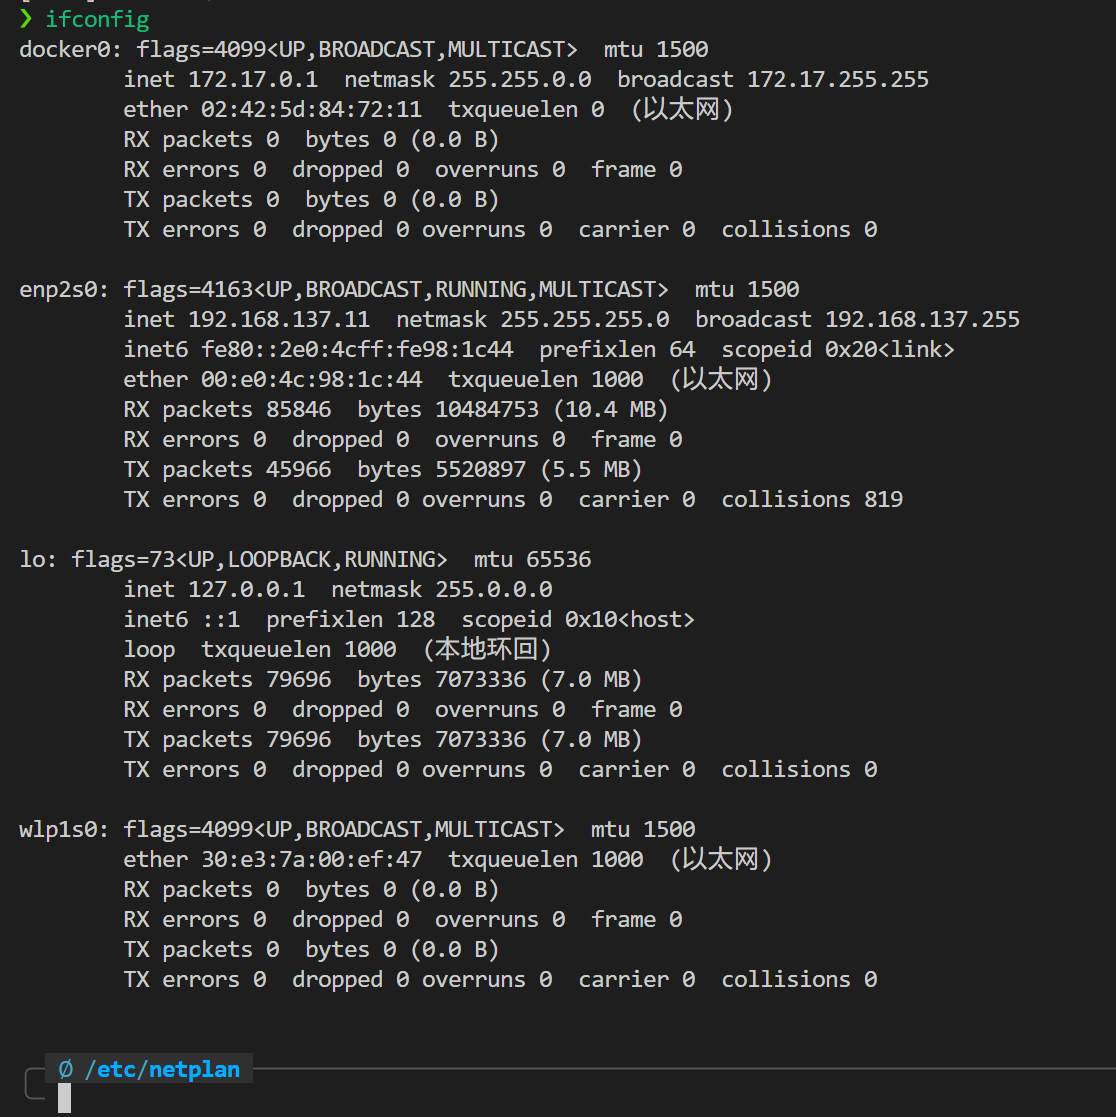 ❯ ifconfig
docker0: flags=4099<UP,BROADCAST,MULTICAST>  mtu 1500
        inet 172.17.0.1  netmask 255.255.0.0  broadcast 172.17.255.255
        ether 02:42:5d:84:72:11  txqueuelen 0  (以太网)
        RX packets 0  bytes 0 (0.0 B)
        RX errors 0  dropped 0  overruns 0  frame 0
        TX packets 0  bytes 0 (0.0 B)
        TX errors 0  dropped 0 overruns 0  carrier 0  collisions 0

enp2s0: flags=4163<UP,BROADCAST,RUNNING,MULTICAST>  mtu 1500
        inet 192.168.137.11  netmask 255.255.255.0  broadcast 192.168.137.255
        inet6 fe80::2e0:4cff:fe98:1c44  prefixlen 64  scopeid 0x20<link>
        ether 00:e0:4c:98:1c:44  txqueuelen 1000  (以太网)
        RX packets 85846  bytes 10484753 (10.4 MB)
        RX errors 0  dropped 0  overruns 0  frame 0
        TX packets 45966  bytes 5520897 (5.5 MB)
        TX errors 0  dropped 0 overruns 0  carrier 0  collisions 819

lo: flags=73<UP,LOOPBACK,RUNNING>  mtu 65536
        inet 127.0.0.1  netmask 255.0.0.0
        inet6 ::1  prefixlen 128  scopeid 0x10<host>
        loop  txqueuelen 1000  (本地环回)
        RX packets 79696  bytes 7073336 (7.0 MB)
        RX errors 0  dropped 0  overruns 0  frame 0
        TX packets 79696  bytes 7073336 (7.0 MB)
        TX errors 0  dropped 0 overruns 0  carrier 0  collisions 0

wlp1s0: flags=4099<UP,BROADCAST,MULTICAST>  mtu 1500
        ether 30:e3:7a:00:ef:47  txqueuelen 1000  (以太网)
        RX packets 0  bytes 0 (0.0 B)
        RX errors 0  dropped 0  overruns 0  frame 0
        TX packets 0  bytes 0 (0.0 B)
        TX errors 0  dropped 0 overruns 0  carrier 0  collisions 0

Ø /etc/netplan